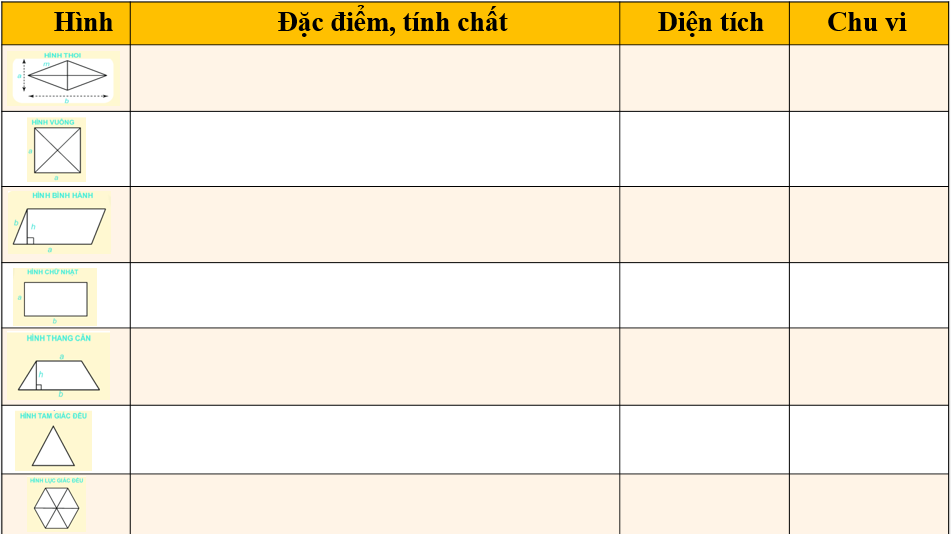 Hình Đặc điểm, tính chất Diện tích Chu vi
HÌNH THOI
m
a
b
HÌNH VUÔNG
a
a
HÌNH BÌNH HÀNH
b
h
a
HÌNH CHỮ NHẬT
a
b
HÌNH THANG CÂN
a
h
b
HÌNH TAM GIÁC ĐỀU
HÌNH LỤC GIÁC ĐỀU